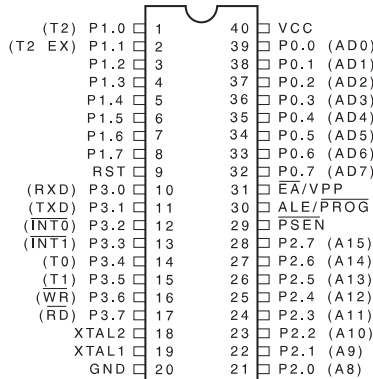 (T2) P1.0 1 40 VCC
(T2 EX) P1.1 2 39 P0.0 (AD0)
P1.2 3 38 P0.1 (AD1)
P1.3 4 37 P0.2 (AD2)
P1.4 5 36 P0.3 (AD3)
P1.5 6 35 P0.4 (AD4)
P1.6 7 34 P0.5 (AD5)
P1.7 8 33 P0.6 (AD6)
RST 9 32 P0.7 (AD7)
(RXD) P3.0 10 31 E̅A̅/VPP
(TXD) P3.1 11 30 ALE/P̅R̅O̅G̅
(I̅N̅T̅0̅) P3.2 12 29 P̅S̅E̅N̅
(I̅N̅T̅1̅) P3.3 13 28 P2.7 (A15)
(T0) P3.4 14 27 P2.6 (A14)
(T1) P3.5 15 26 P2.5 (A13)
(W̅R̅) P3.6 16 25 P2.4 (A12)
(R̅D̅) P3.7 17 24 P2.3 (A11)
XTAL2 18 23 P2.2 (A10)
XTAL1 19 22 P2.1 (A9)
GND 20 21 P2.0 (A8)